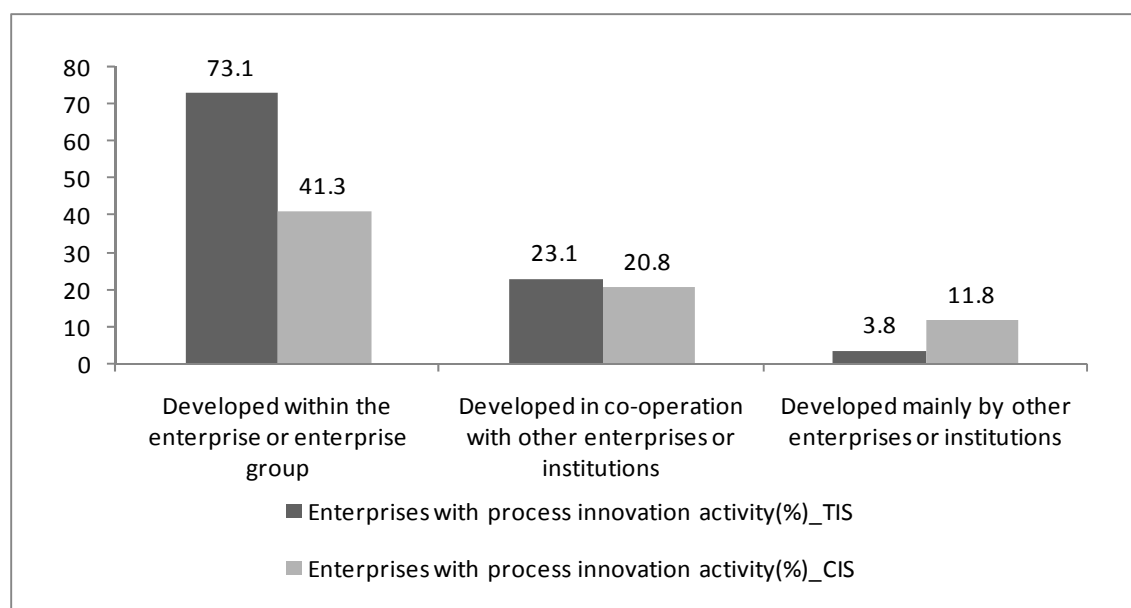 80
70
60
50
40
30
20
10
0
73.1
41.3
23.1
20.8
3.8
11.8
Developed within the
enterprise or enterprise
group
Developed in co-operation
with other enterprises or
institutions
Developed mainly by other
enterprises or institutions
Enterprises with process innovation activity(%)_TIS
Enterprises with process innovation activity(%)_CIS